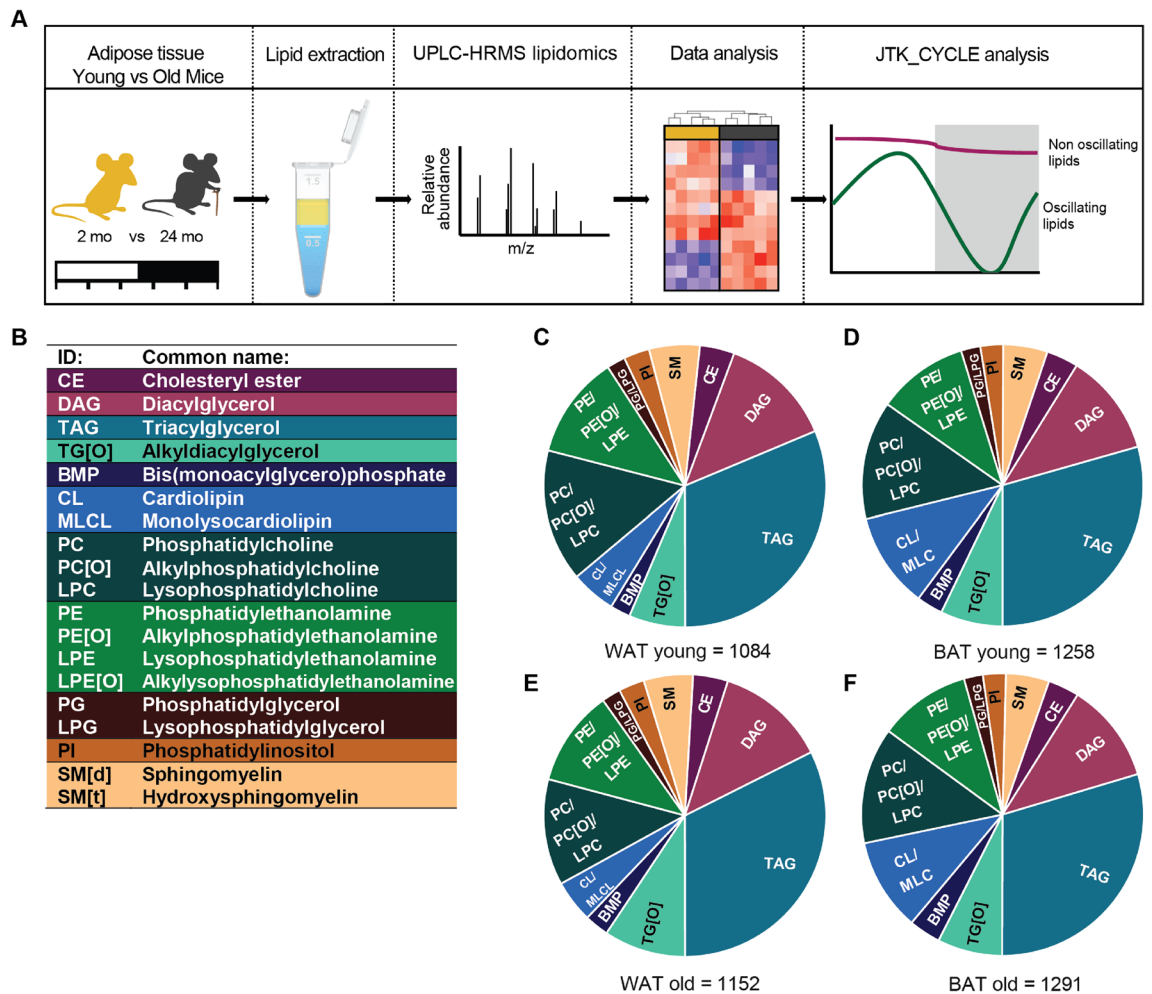 A
Adipose tissue
Young vs Old Mice
Lipid extraction
UPLC-HRMS lipidomics
Data analysis
JTK_CYCLE analysis
2 mo vs 24 mo
1.5
0.5
Relative
abundance
m/z
Non oscillating
lipids
Oscillating
lipids
B
ID: Common name:
CE Cholesteryl ester
DAG Diacylglycerol
TAG Triacylglycerol
TG[O] Alkyldiacylglycerol
BMP Bis(monoacylglycero)phosphate
CL Cardiolipin
MLCL Monolysocardiolipin
PC Phosphatidylcholine
PC[O] Alkylphosphatidylcholine
LPC Lysophosphatidylcholine
PE Phosphatidylethanolamine
PE[O] Alkylphosphatidylethanolamine
LPE Lysophosphatidylethanolamine
LPE[O] Alkylysophosphatidylethanolamine
PG Phosphatidylglycerol
LPG Lysophosphatidylglycerol
PI Phosphatidylinositol
SM[d] Sphingomyelin
SM[t] Hydroxysphingomyelin
C
CE
DAG
TAG
TG[O]
BMP
CL/
MLCL
PC/
PC[O]/
LPC
PE/
PE[O]/
LPE
PG/LPG
PI
SM
WAT young = 1084
D
CE
DAG
TAG
TG[O]
BMP
CL/
MLC
PC/
PC[O]/
LPC
PE/
PE[O]/
LPE
PG/LPG
PI
SM
BAT young = 1258
E
CE
DAG
TAG
TG[O]
BMP
CL/
MLCL
PC/
PC[O]/
LPC
PE/
PE[O]/
LPE
PG/LPG
PI
SM
WAT old = 1152
F
CE
DAG
TAG
TG[O]
BMP
CL/
MLC
PC/
PC[O]/
LPC
PE/
PE[O]/
LPE
PG/LPG
PI
SM
BAT old = 1291